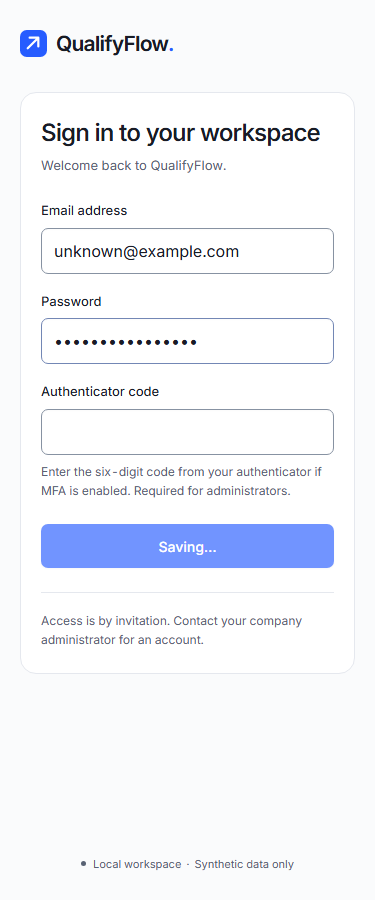 QualifyFlow.
Sign in to your workspace
Welcome back to QualifyFlow.
Email address
unknown@example.com
Password
••••••••••••••••
Authenticator code
Enter the six-digit code from your authenticator if
MFA is enabled. Required for administrators.
Saving...
Access is by invitation. Contact your company
administrator for an account.
Local workspace · Synthetic data only